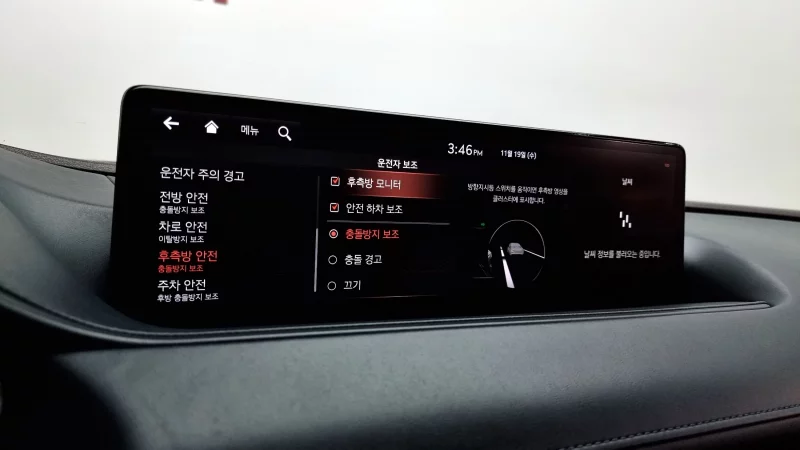 메뉴
3:46 PM 11월 19일 (수)
운전자 보조
운전자 주의 경고
전방 안전
충돌방지 보조
차로 안전
이탈방지 보조
후측방 안전
충돌방지 보조
주차 안전
후방 충돌방지 보조
후측방 모니터
안전 하차 보조
충돌방지 보조
충돌 경고
끄기
방향지시등 스위치를 움직이면 후측방 영상을
클러스터에 표시합니다.
날씨
날씨 정보를 불러오는 중입니다.